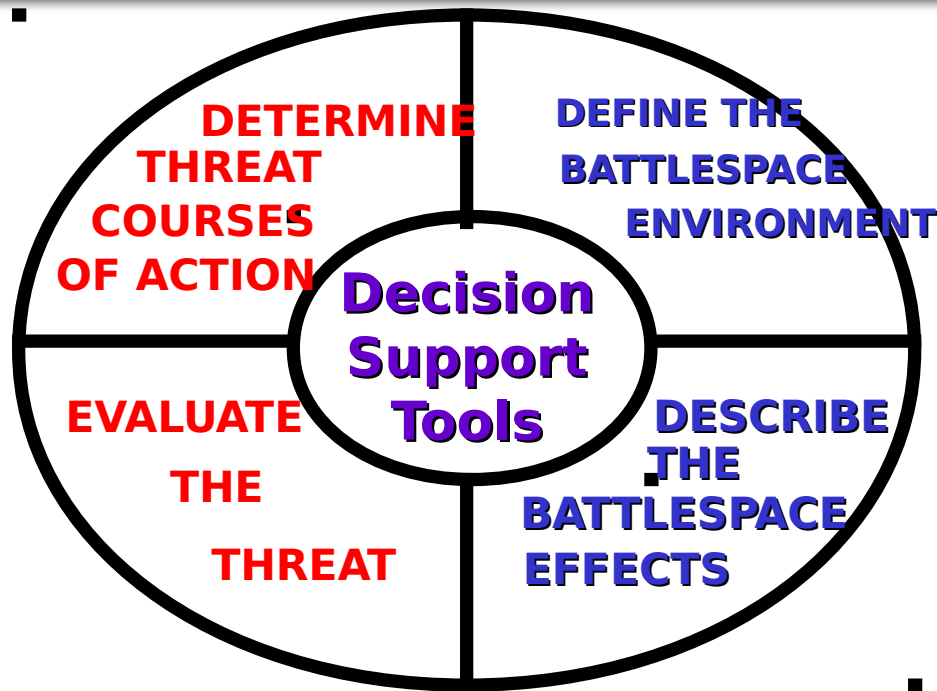 DETERMINE
THREAT
COURSES
OF ACTION
DEFINE THE
BATTLESPACE
ENVIRONMENT
Decision
Support
Tools
EVALUATE
THE
THREAT
DESCRIBE
THE
BATTLESPACE
EFFECTS